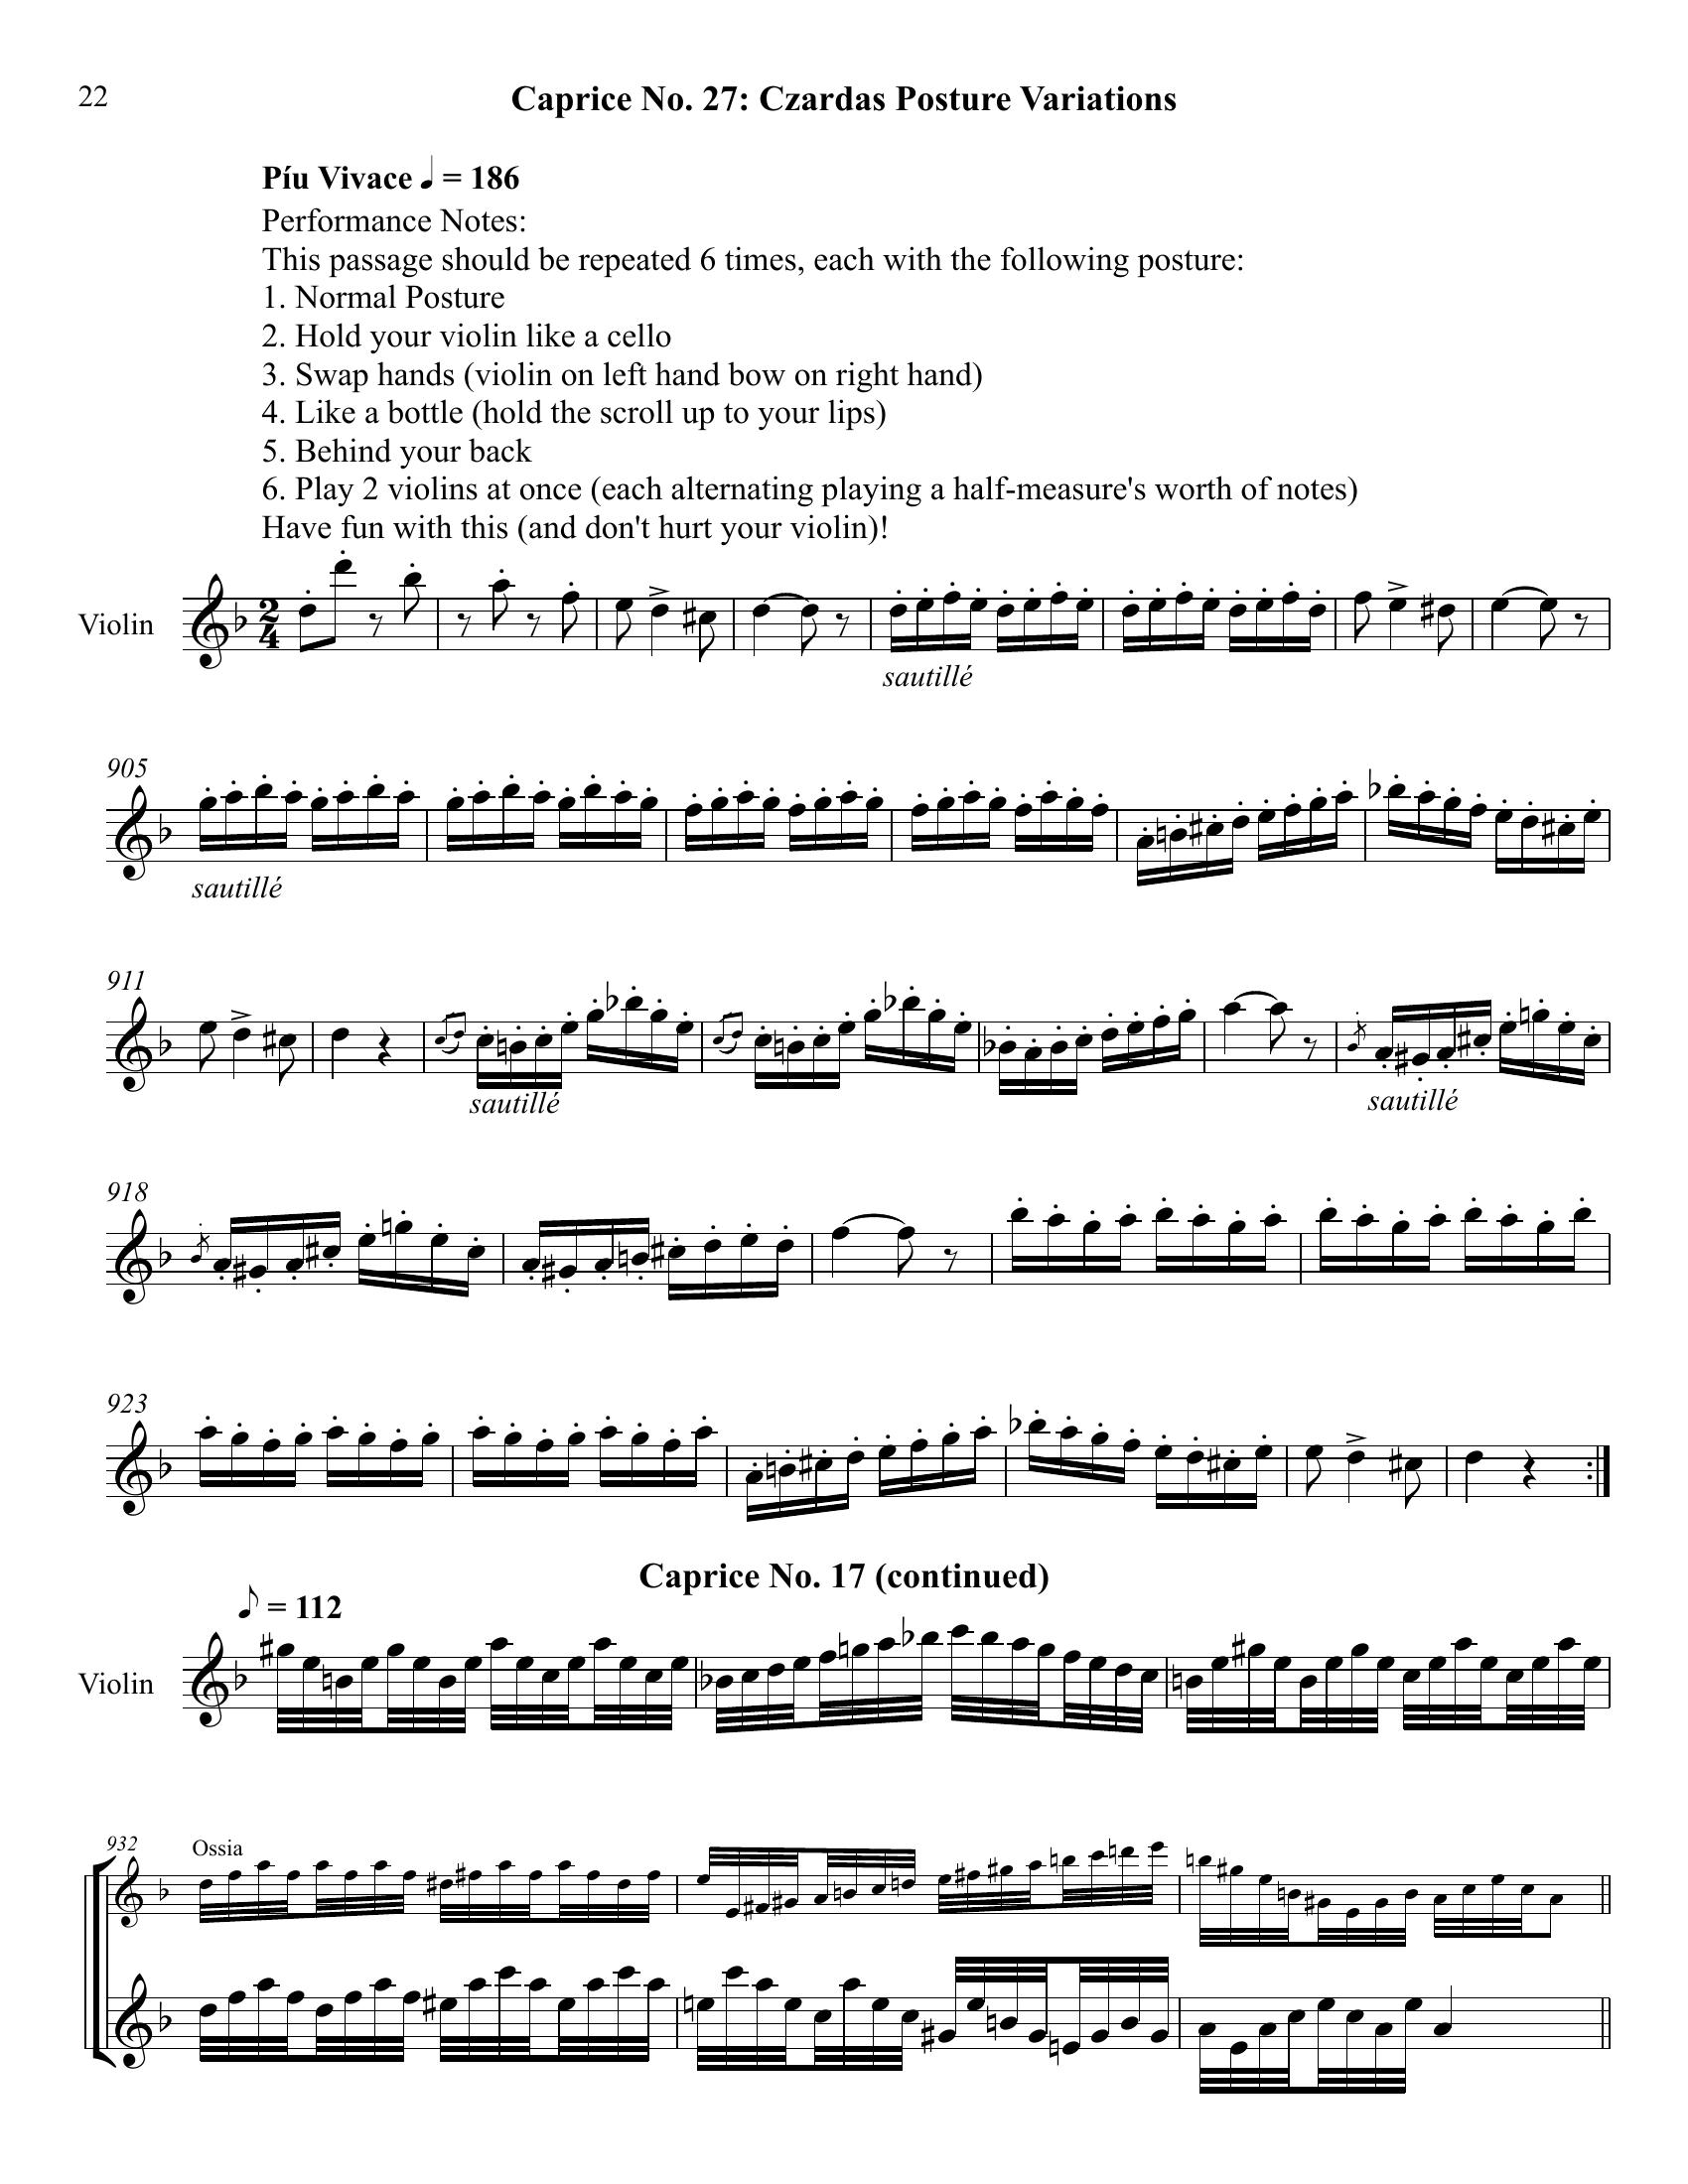 22
Caprice No. 27: Czardas Posture Variations
Píu Vivace ♩ = 186
Performance Notes:
This passage should be repeated 6 times, each with the following posture:
1. Normal Posture
2. Hold your violin like a cello
3. Swap hands (violin on left hand bow on right hand)
4. Like a bottle (hold the scroll up to your lips)
5. Behind your back
6. Play 2 violins at once (each alternating playing a half-measure's worth of notes)
Have fun with this (and don't hurt your violin)!
Violin
2
4
sautillé
905
sautillé
911
sautillé
sautillé
918
923
Caprice No. 17 (continued)
♪ = 112
Violin
932
Ossia